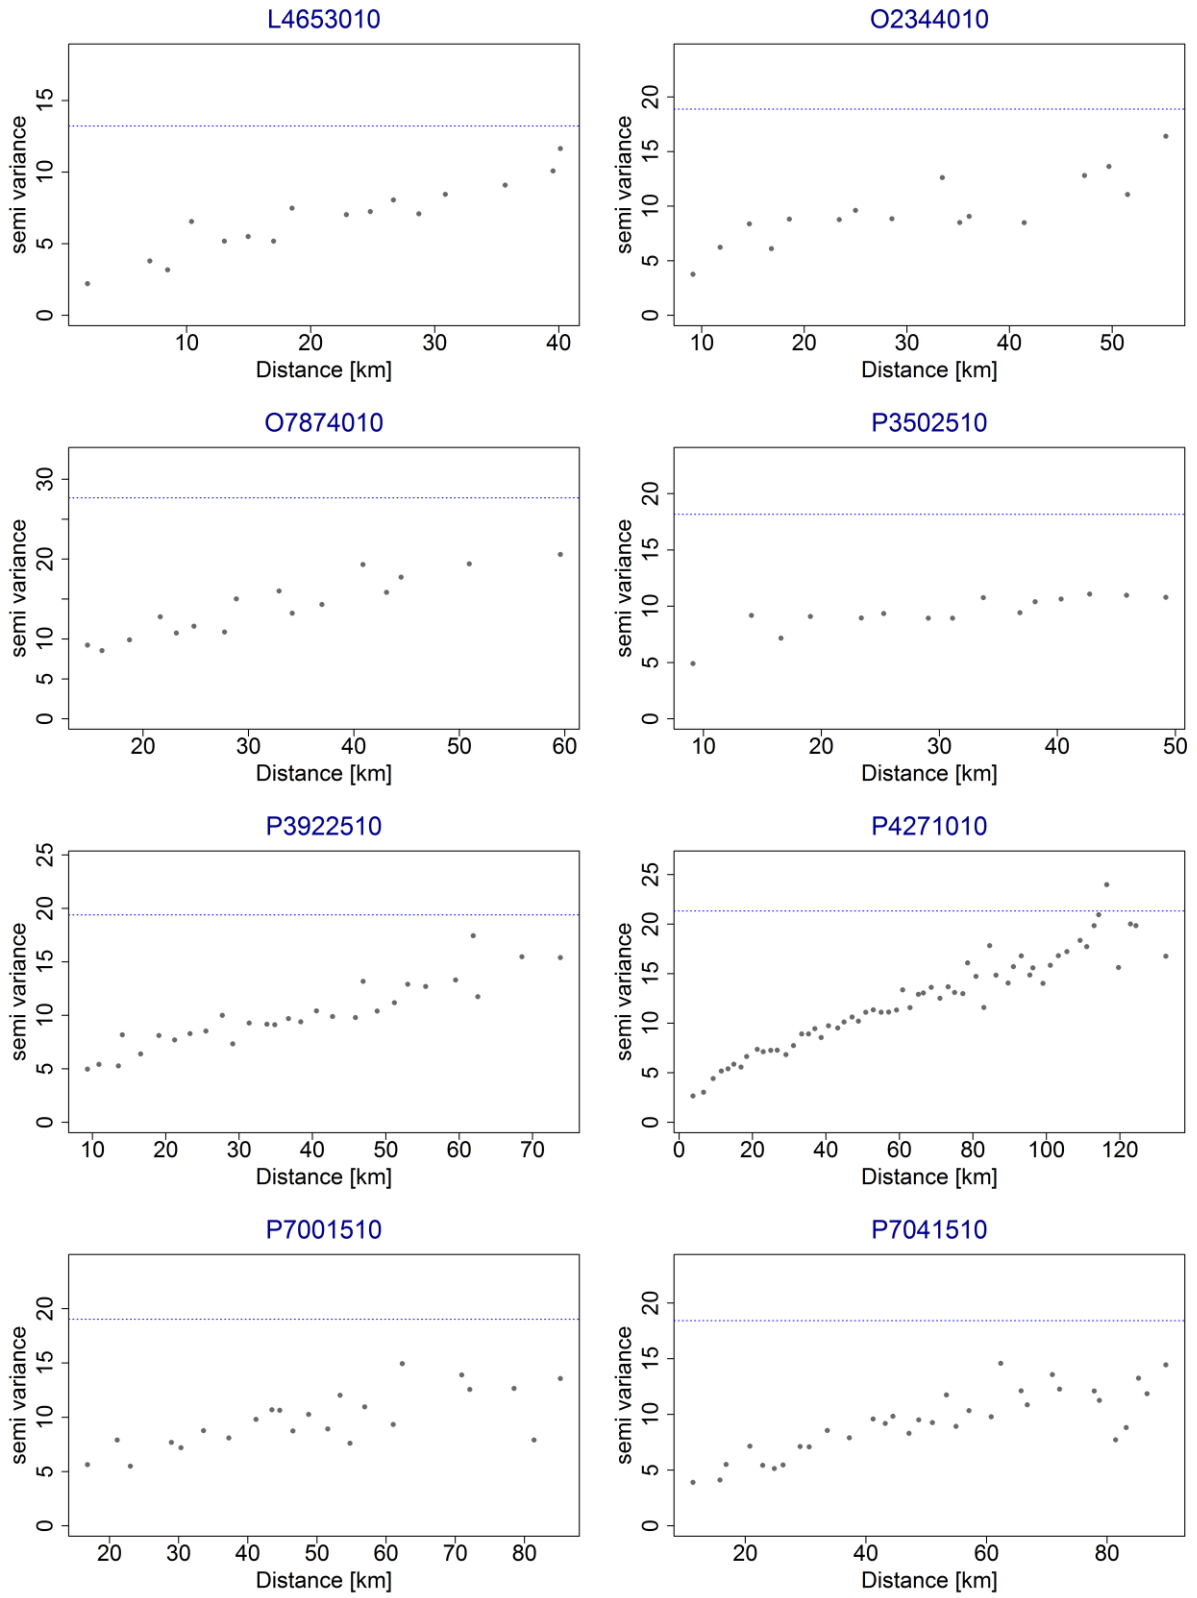 L4653010
semi variance
15
10
5
0
10 20 30 40
Distance [km]
O2344010
semi variance
20
15
10
5
0
10 20 30 40 50
Distance [km]
O7874010
semi variance
30
20
10
5
0
20 30 40 50 60
Distance [km]
P3502510
semi variance
20
15
10
5
0
10 20 30 40 50
Distance [km]
P3922510
semi variance
25
20
15
10
5
0
10 20 30 40 50 60 70
Distance [km]
P4271010
semi variance
25
20
15
10
5
0
0 20 40 60 80 100 120
Distance [km]
P7001510
semi variance
20
15
10
5
0
20 30 40 50 60 70 80
Distance [km]
P7041510
semi variance
20
15
10
5
0
20 40 60 80
Distance [km]